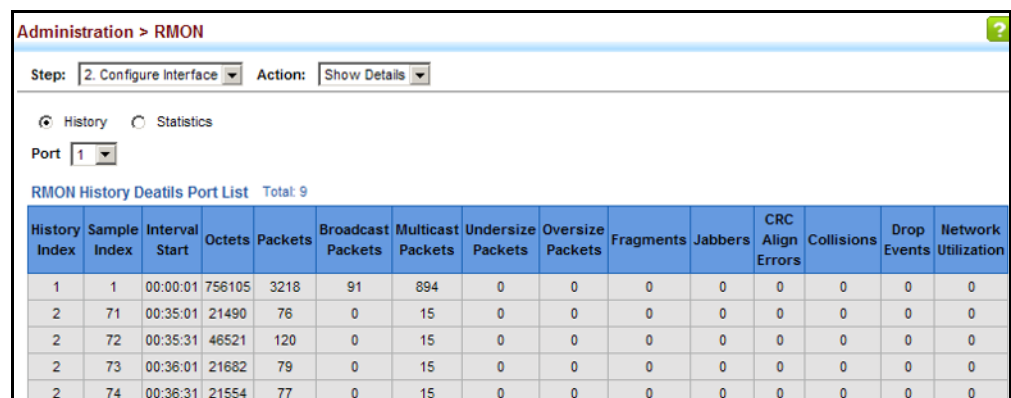 Administration > RMON
?
Step: 2. Configure Interface Action: Show Details
History Statistics
Port 1
RMON History Deatils Port List Total: 9
History Index Sample Index Interval Start Octets Packets Broadcast Packets Multicast Packets Undersize Packets Oversize Packets Fragments Jabbers CRC Align Errors Collisions Drop Events Network Utilization
1 1 00:00:01 756105 3218 91 894 0 0 0 0 0 0 0 0
2 71 00:35:01 21490 76 0 15 0 0 0 0 0 0 0 0
2 72 00:35:31 46521 120 0 15 0 0 0 0 0 0 0 0
2 73 00:36:01 21682 79 0 15 0 0 0 0 0 0 0 0
2 74 00:36:31 21554 77 0 15 0 0 0 0 0 0 0 0